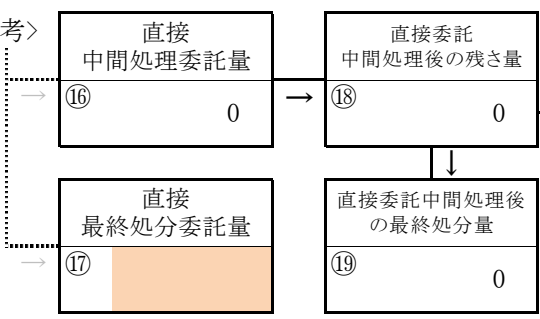 考〉
直接
中間処理委託量
→ ⑯ 0
→
直接委託
中間処理後の残さ量
⑱ 0
↓
直接
最終処分委託量
→ ⑰
直接委託中間処理後
の最終処分量
⑲ 0